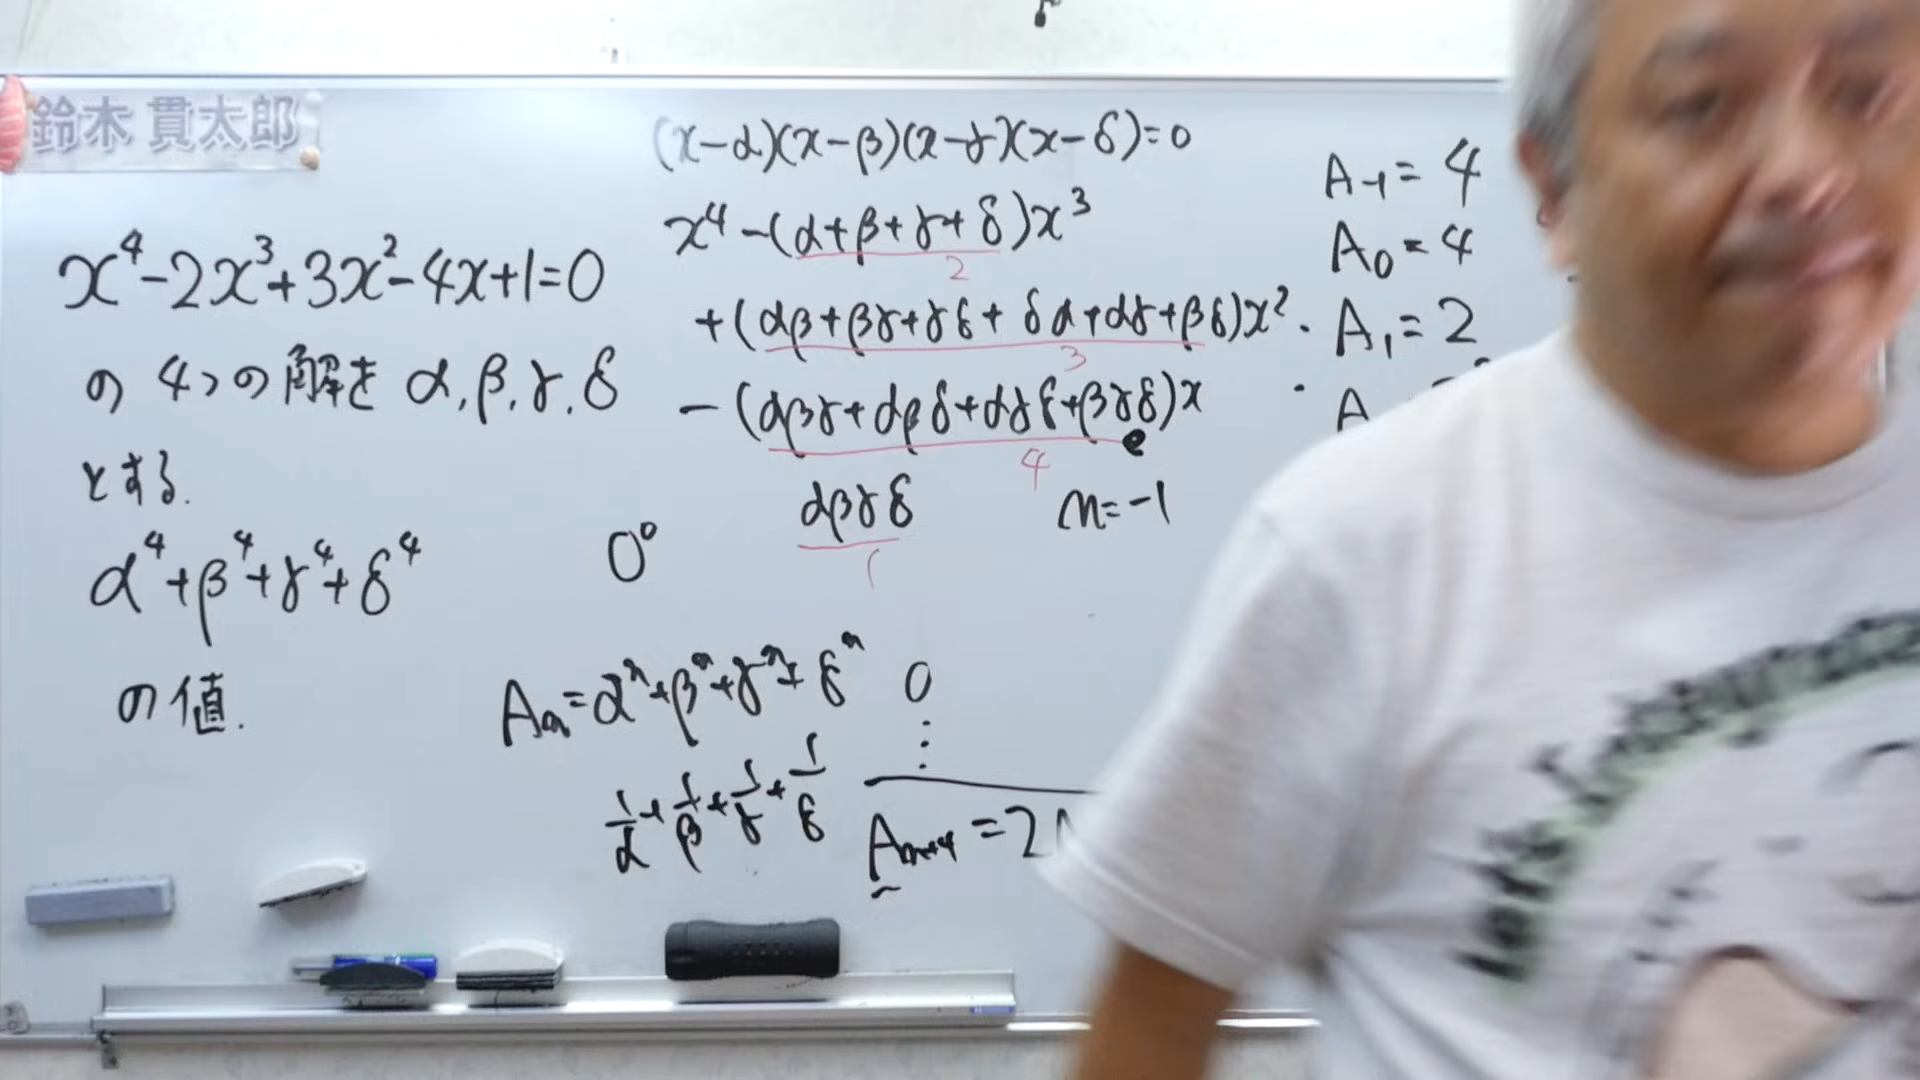 鈴木 貫太郎
x⁴-2x³+3x²-4x+1=0
の 4つの解を α,β,γ,δ
とする.
α⁴+β⁴+γ⁴+δ⁴
の値.
(x-α)(x-β)(x-γ)(x-δ)=0
x⁴-(α+β+γ+δ)x³
2
+(αβ+βγ+γδ+δα+αγ+βδ)x²
3
-(αβγ+αβδ+αγδ+βγδ)x
4
αβγδ
1
n=-1
0⁰
Aₙ=αⁿ+βⁿ+γⁿ+δⁿ
1/α+1/β+1/γ+1/δ
0
⋮
Aₙ₊₄=2
A₋₁=4
A₀=4
A₁=2
A